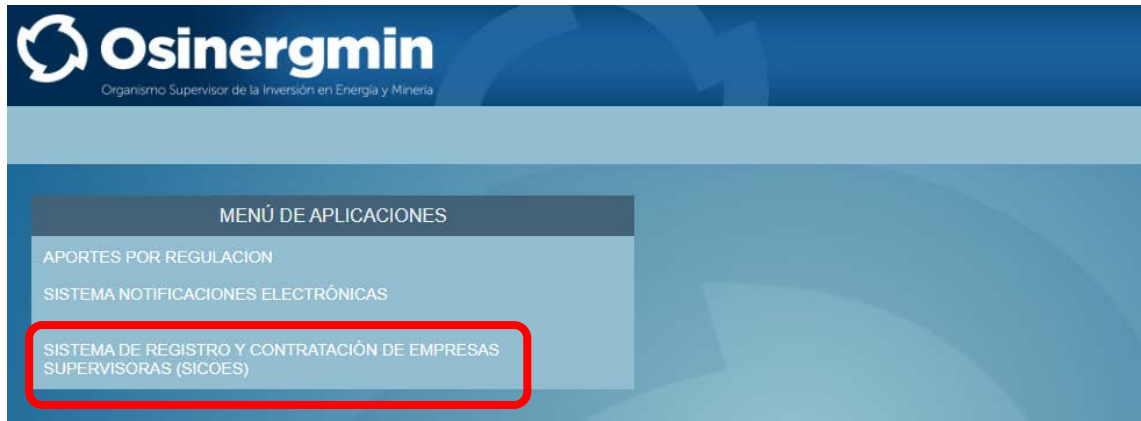 Osinergmin
Organismo Supervisor de la Inversión en Energía y Minería
MENÚ DE APLICACIONES
APORTES POR REGULACION
SISTEMA NOTIFICACIONES ELECTRÓNICAS
SISTEMA DE REGISTRO Y CONTRATACIÓN DE EMPRESAS
SUPERVISORAS (SICOES)